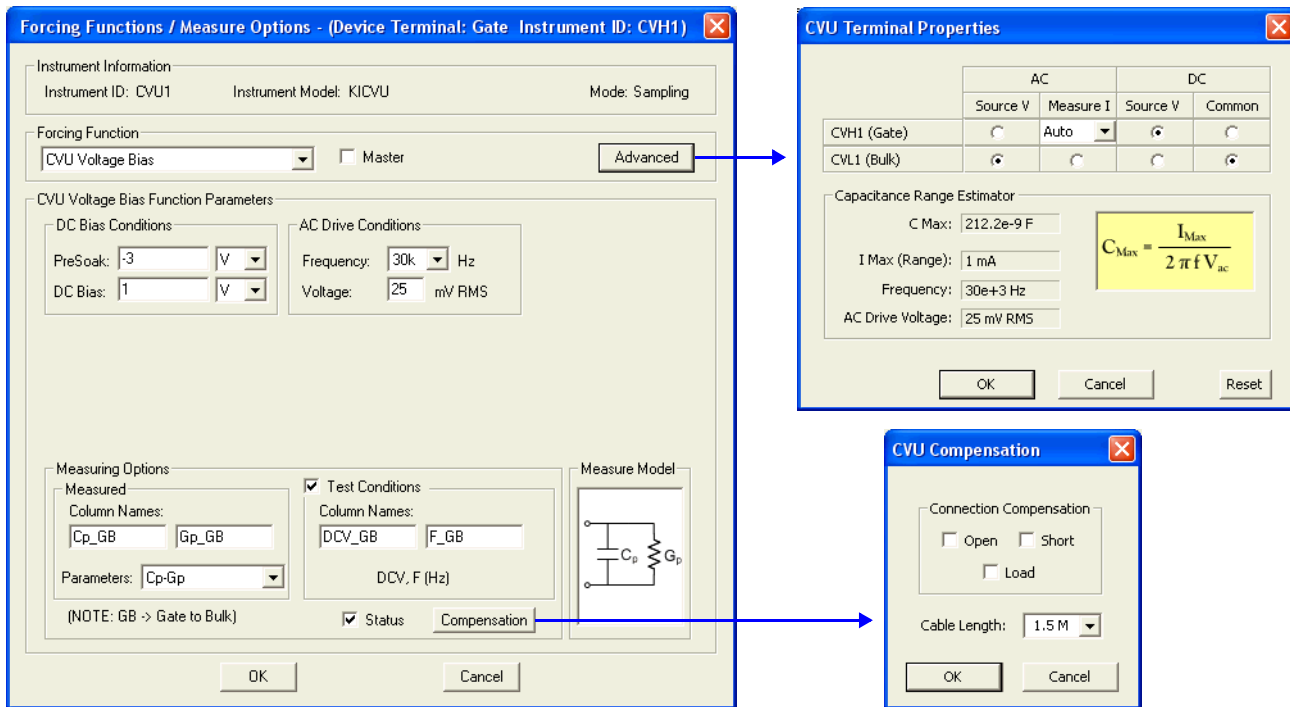 Forcing Functions / Measure Options - (Device Terminal: Gate Instrument ID: CVH1)
Instrument Information
Instrument ID: CVU1 Instrument Model: KICVU Mode: Sampling
Forcing Function
CVU Voltage Bias Master Advanced
CVU Voltage Bias Function Parameters
DC Bias Conditions
PreSoak: -3 V
DC Bias: 1 V
AC Drive Conditions
Frequency: 30k Hz
Voltage: 25 mV RMS
Measuring Options
Measured
Column Names:
Cp_GB Gp_GB
Parameters: Cp-Gp
(NOTE: GB -> Gate to Bulk)
Test Conditions
Column Names:
DCV_GB F_GB
DCV, F (Hz)
Status Compensation
Measure Model
Cp Gp
OK Cancel
CVU Terminal Properties
AC DC
Source V Measure I Source V Common
CVH1 (Gate) Auto
CVL1 (Bulk)
Capacitance Range Estimator
C Max: 212.2e-9 F
I Max (Range): 1 mA
Frequency: 30e+3 Hz
AC Drive Voltage: 25 mV RMS
C_Max = I_Max / 2 π f V_ac
OK Cancel Reset
CVU Compensation
Connection Compensation
Open Short
Load
Cable Length: 1.5 M
OK Cancel